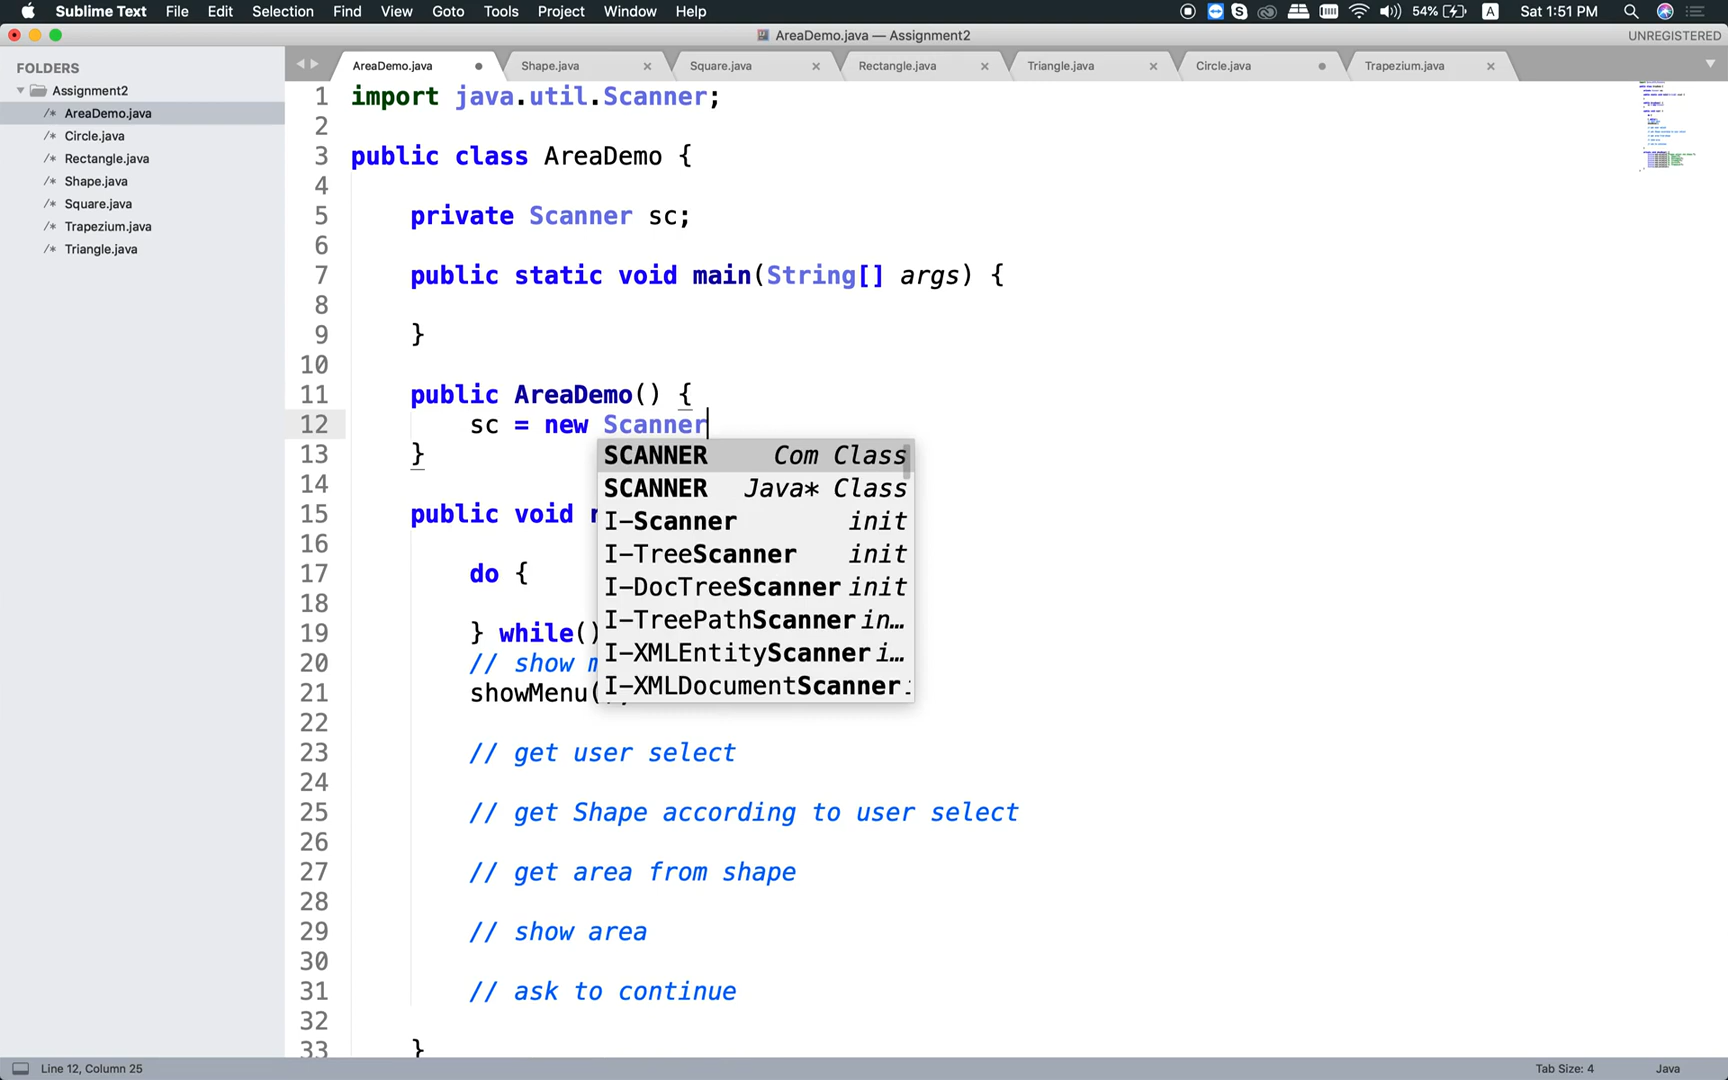 Sublime Text File Edit Selection Find View Goto Tools Project Window Help 54% A Sat 1:51 PM
AreaDemo.java — Assignment2 UNREGISTERED
FOLDERS
Assignment2
/* AreaDemo.java
/* Circle.java
/* Rectangle.java
/* Shape.java
/* Square.java
/* Trapezium.java
/* Triangle.java
AreaDemo.java Shape.java Square.java Rectangle.java Triangle.java Circle.java Trapezium.java
1 import java.util.Scanner;
2
3 public class AreaDemo {
4
5 private Scanner sc;
6
7 public static void main(String[] args) {
8
9 }
10
11 public AreaDemo() {
12 sc = new Scanner
13 }
14
15 public void
16
17 do {
18
19 } while()
20 // show
21 showMenu(
22
23 // get user select
24
25 // get Shape according to user select
26
27 // get area from shape
28
29 // show area
30
31 // ask to continue
32
33 }
SCANNER Com Class
SCANNER Java* Class
I-Scanner init
I-TreeScanner init
I-DocTreeScanner init
I-TreePathScanner in…
I-XMLEntityScanner i…
I-XMLDocumentScanner
Line 12, Column 25 Tab Size: 4 Java